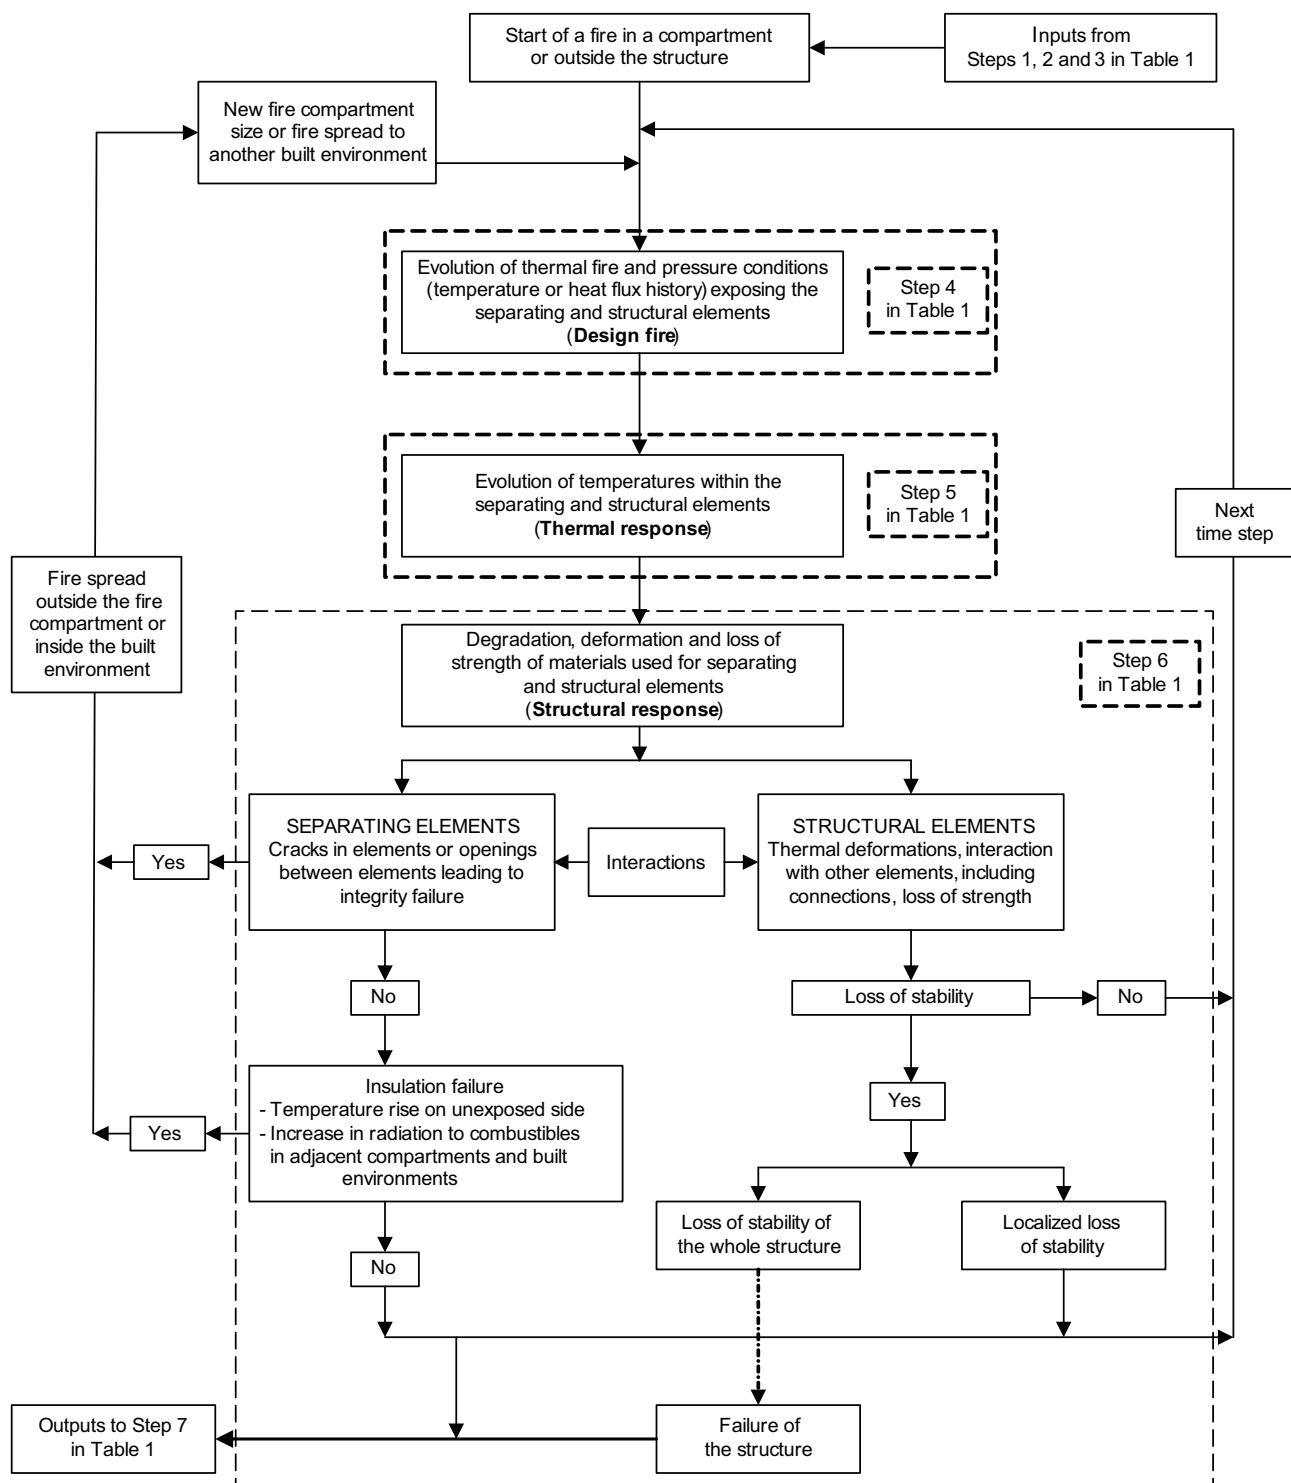 Start of a fire in a compartment
or outside the structure
Inputs from
Steps 1, 2 and 3 in Table 1
New fire compartment
size or fire spread to
another built environment
Evolution of thermal fire and pressure conditions
(temperature or heat flux history) exposing the
separating and structural elements
(Design fire)
Step 4
in Table 1
Evolution of temperatures within the
separating and structural elements
(Thermal response)
Step 5
in Table 1
Next
time step
Fire spread
outside the fire
compartment or
inside the built
environment
Degradation, deformation and loss of
strength of materials used for separating
and structural elements
(Structural response)
Step 6
in Table 1
SEPARATING ELEMENTS
Cracks in elements or openings
between elements leading to
integrity failure
Yes
Interactions
STRUCTURAL ELEMENTS
Thermal deformations, interaction
with other elements, including
connections, loss of strength
No
Loss of stability
No
Insulation failure
- Temperature rise on unexposed side
- Increase in radiation to combustibles
in adjacent compartments and built
environments
Yes
Yes
Loss of stability of
the whole structure
Localized loss
of stability
No
Outputs to Step 7
in Table 1
Failure of
the structure